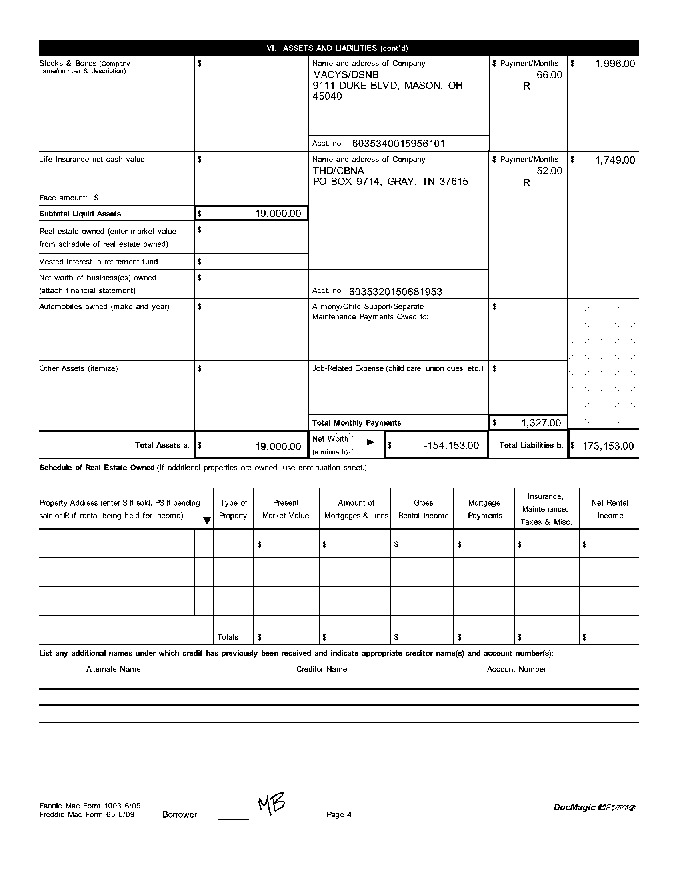 VI. ASSETS AND LIABILITIES (cont'd)
Stocks & Bonds (Company
name/number & description)
$
Name and address of Company
VACYS/DSNB
9111 DUKE BLVD, MASON, OH
45040
Acct. no. 6035340015956101
$ Payment/Months
66.00
R
$ 1,996.00
Life insurance net cash value
Face amount: $
$
Name and address of Company
THD/CBNA
PO BOX 9714, GRAY, TN 37615
$ Payment/Months
52.00
R
$ 1,749.00
Subtotal Liquid Assets
$ 19,000.00
Real estate owned (enter market value
from schedule of real estate owned)
$
Vested interest in retirement fund
$
Net worth of business(es) owned
(attach financial statement)
$
Acct. no. 6035320150681953
Automobiles owned (make and year)
$
Alimony/Child Support/Separate
Maintenance Payments Owed to:
$
Other Assets (itemize)
$
Job-Related Expense (child care, union dues, etc.)
$
Total Monthly Payments
$ 1,327.00
Total Assets a.
$ 19,000.00
Net Worth
(a minus b)
$ -154,153.00
Total Liabilities b.
$ 173,153.00
Schedule of Real Estate Owned (If additional properties are owned, use continuation sheet.)
Property Address (enter S if sold, PS if pending
sale or R if rental being held for income)
Type of
Property
Present
Market Value
Amount of
Mortgages & Liens
Gross
Rental Income
Mortgage
Payments
Insurance,
Maintenance,
Taxes & Misc.
Net Rental
Income
$ $ $ $ $ $
Totals $ $ $ $ $ $
List any additional names under which credit has previously been received and indicate appropriate creditor name(s) and account number(s):
Alternate Name Creditor Name Account Number
Fannie Mae Form 1003 6/05
Freddie Mac Form 65 6/05
Borrower MB
Page 4
DocMagic